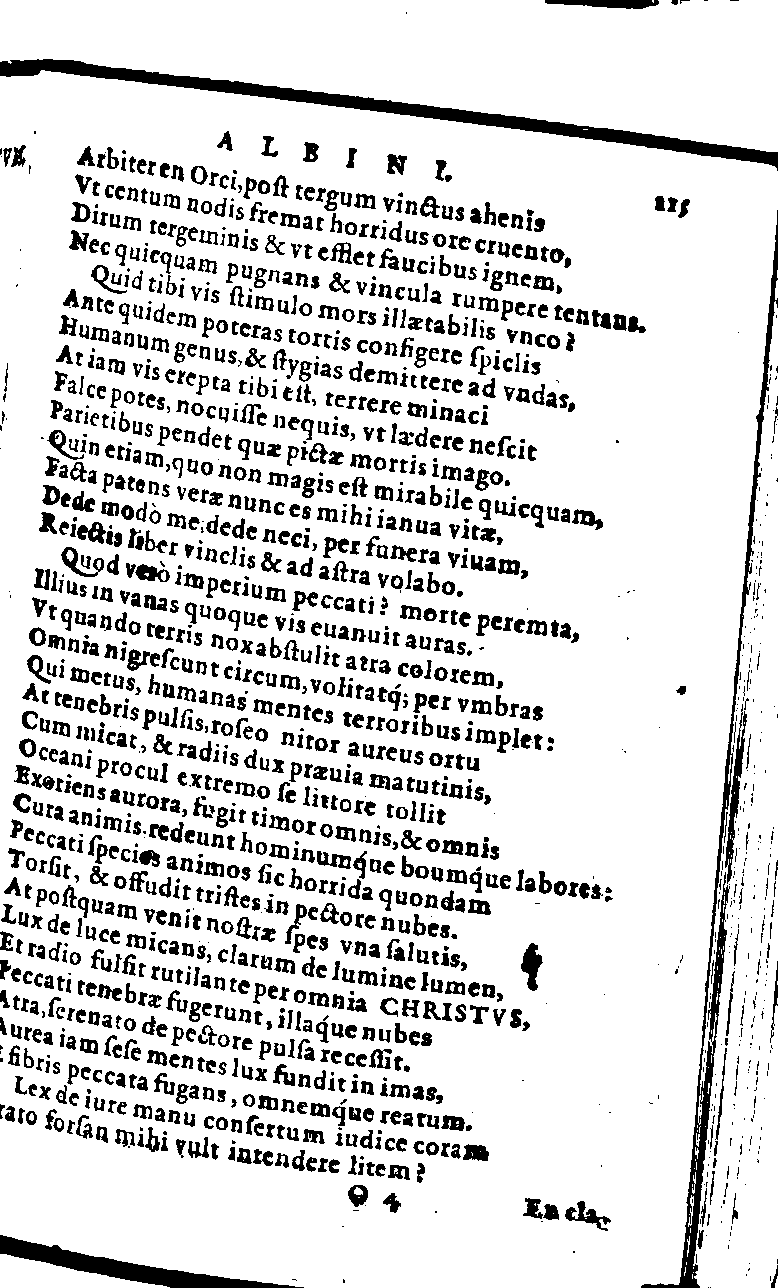 ALBINI. 215
Arbiter en Orci, post tergum vinctus ahenis
Vt centum nodis fremat horridus ore cruento,
Dirum tergeminis & vt efflet faucibus ignem,
Nec quicquam pugnans & vincula rumpere tentans.
Quid tibi vis stimulo mors illætabilis vnco?
Ante quidem poteras tortis configere spiclis
Humanum genus, & stygias demittere ad vndas,
At iam vis erepta tibi est, terrere minaci
Falce potes, nocuisse nequis, vt lædere nescit
Parietibus pendet quæ pictæ mortis imago.
Quin etiam, quo non magis est mirabile quicquam,
Facta patens veræ nunc es mihi ianua vitæ,
Dede modò me, dede neci, per funera viuam,
Reiectis liber vinclis & ad astra volabo.
Quod verò imperium peccati? morte peremta,
Illius in vanas quoque vis euanuit auras.
Vt quando terris nox abstulit atra colorem,
Omnia nigrescunt circum, volitatq́; per vmbras
Qui metus, humanas mentes terroribus implet:
At tenebris pulsis, roseo nitor aureus ortu
Cum micat, & radiis dux præuia matutinis,
Oceani procul extremo se littore tollit
Exoriens aurora, fugit timor omnis, & omnis
Cura animis. redeunt hominumq́ue boumq́ue labores:
Peccati species animos sic horrida quondam
Torsit, & offudit tristes in pectore nubes.
At postquam venit nostræ spes vna salutis,
Lux de luce micans, clarum de lumine lumen,
Et radio fulsit rutilante per omnia CHRISTVS,
Peccati tenebræ fugerunt, illaq́ue nubes
Atra, serenato de pectore pulsa recessit.
Aurea iam sese mentes lux fundit in imas,
fibris peccata fugans, omnemq́ue reatum.
Lex de iure manu consertum iudice coram
forsan mihi vult intendere litem?
O 4 En cla-